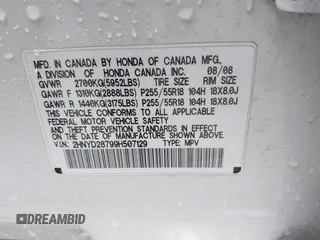 MFD. IN CANADA BY HONDA OF CANADA MFG.,
A DIVISION OF HONDA CANADA INC. 08/08
GVWR 2700KG(5952LBS) TIRE SIZE RIM SIZE
GAWR F 1310KG(2888LBS) P255/55R18 104H 18X8.0J
GAWR R 1440KG(3175LBS) P255/55R18 104H 18X8.0J
THIS VEHICLE CONFORMS TO ALL APPLICABLE
FEDERAL MOTOR VEHICLE SAFETY AND THEFT
PREVENTION STANDARDS IN EFFECT ON THE
DATE OF MANUFACTURE SHOWN ABOVE.
V.I.N: 2HNYD28799H507129 TYPE: MPV
DREAMBID